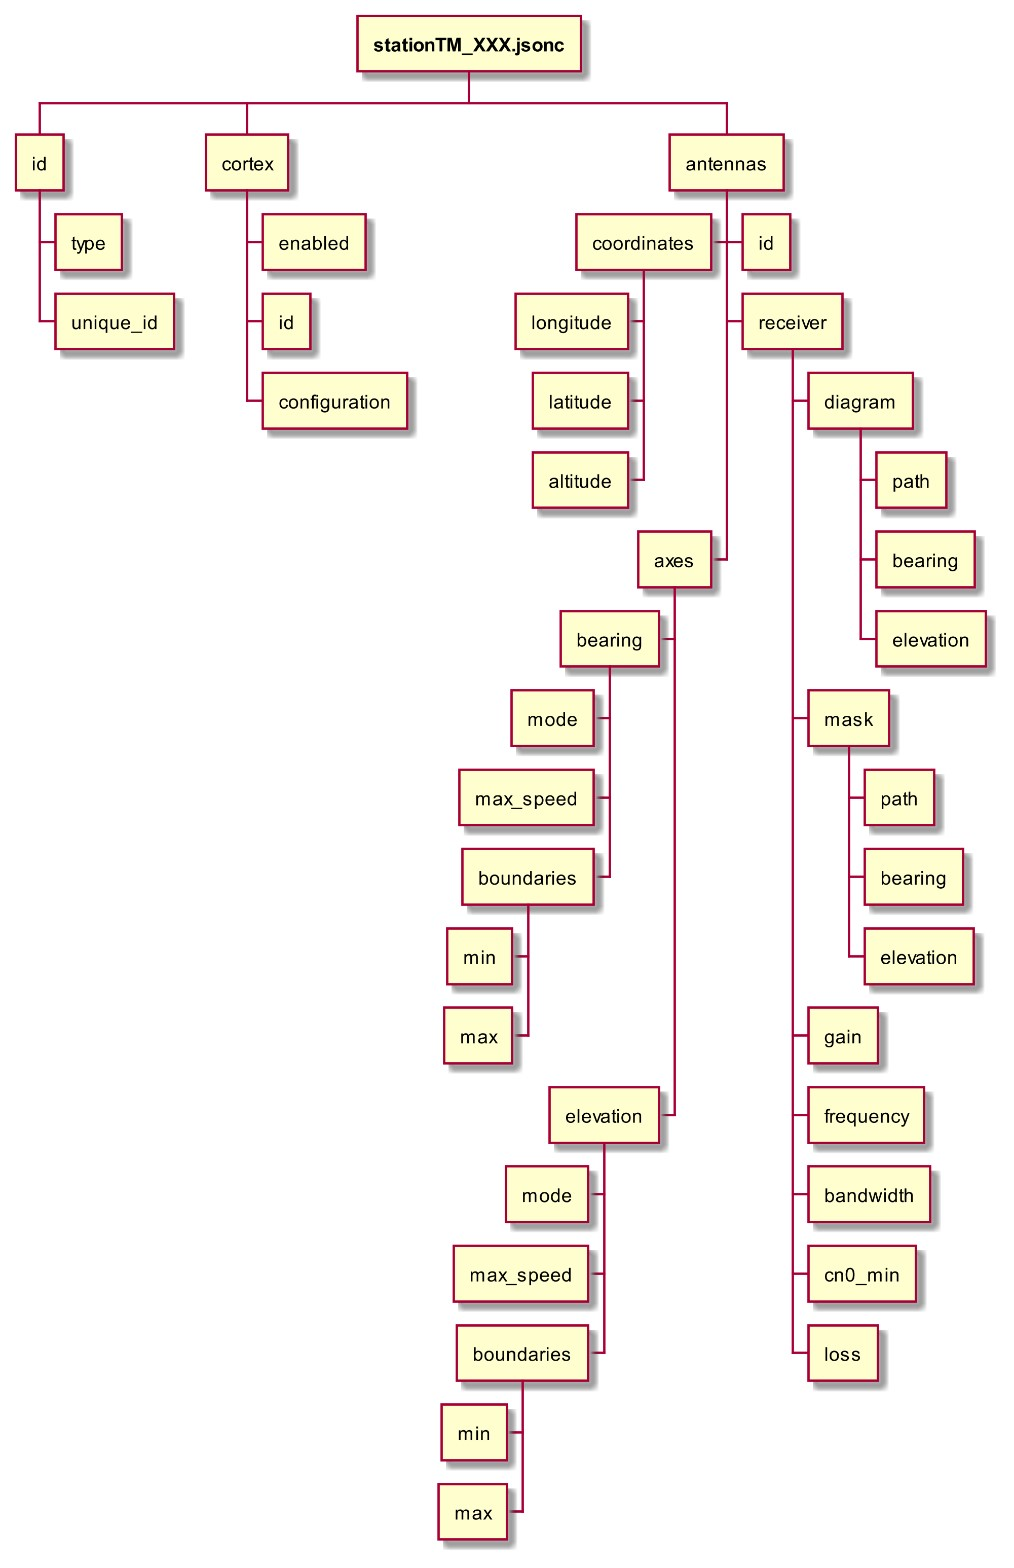 stationTM_XXX.jsonc
id
type
unique_id
cortex
enabled
id
configuration
antennas
coordinates
longitude
latitude
altitude
axes
bearing
mode
max_speed
boundaries
min
max
elevation
mode
max_speed
boundaries
min
max
id
receiver
diagram
path
bearing
elevation
mask
path
bearing
elevation
gain
frequency
bandwidth
cn0_min
loss